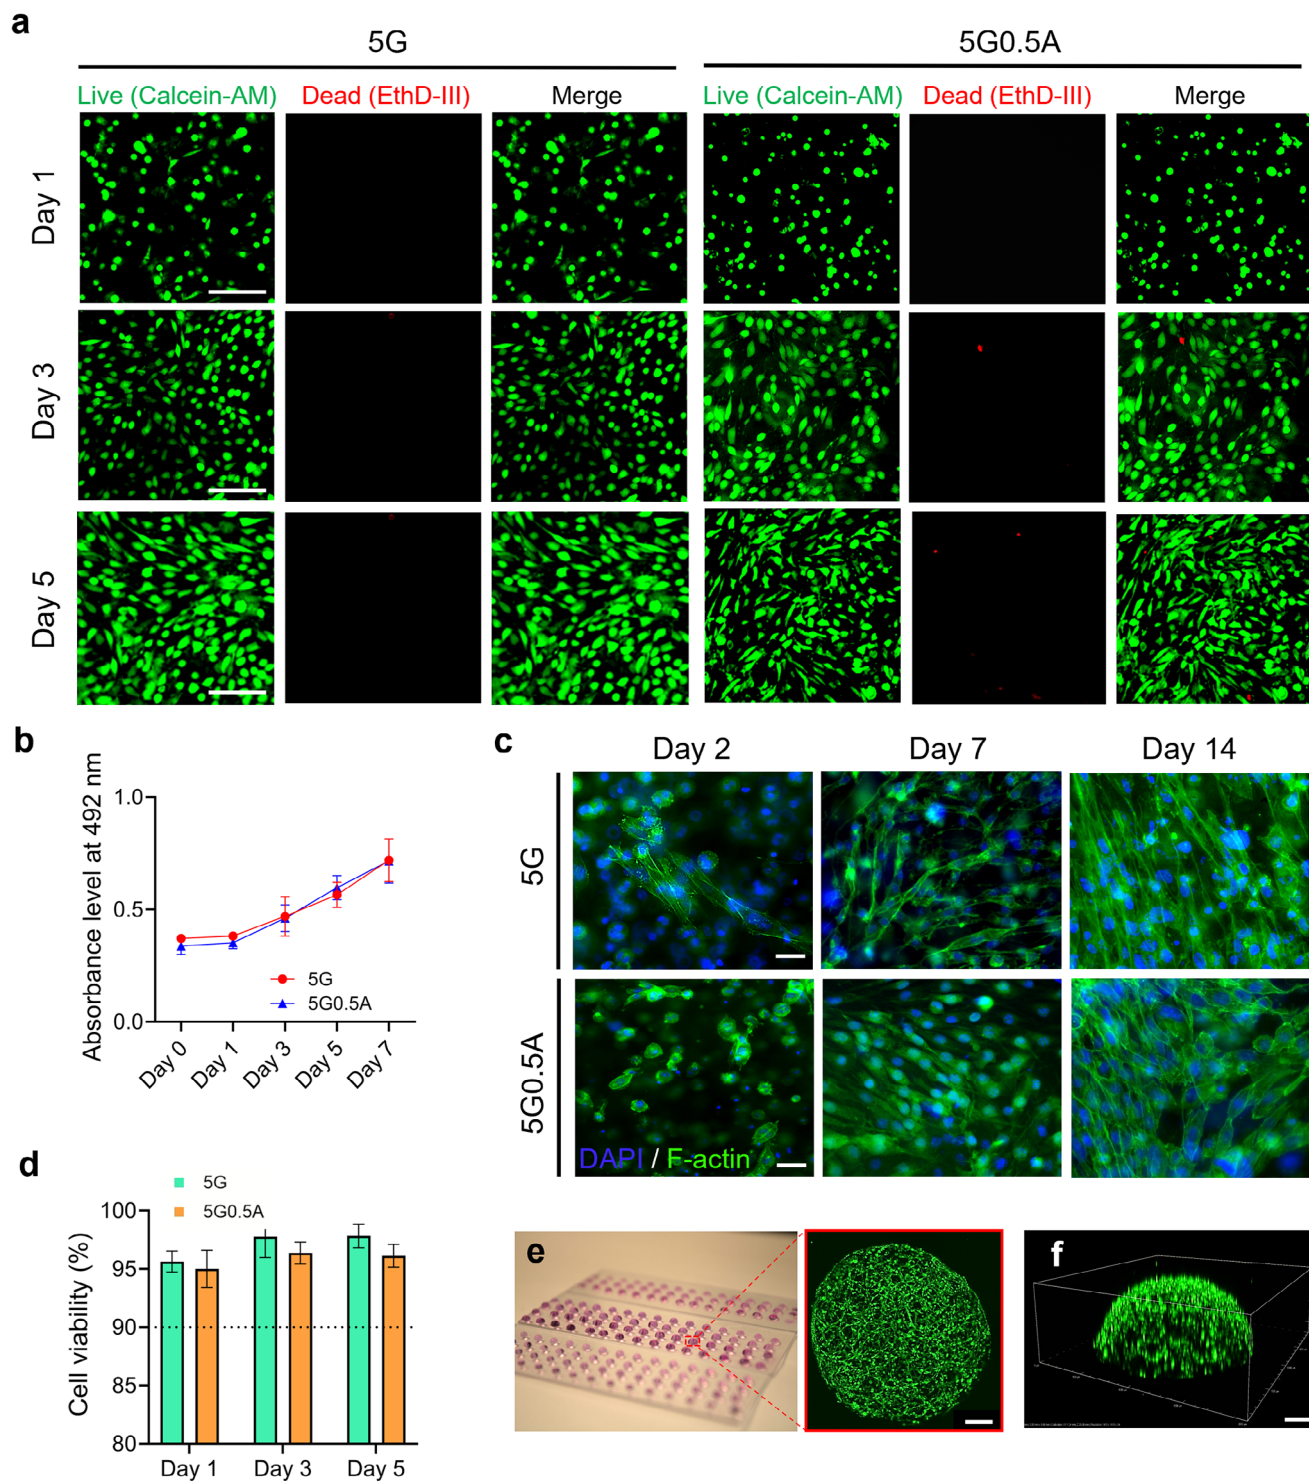 a
5G
5G0.5A
Live (Calcein-AM)
Dead (EthD-III)
Merge
Live (Calcein-AM)
Dead (EthD-III)
Merge
Day 1
Day 3
Day 5
b
Absorbance level at 492 nm
1.0
0.5
0.0
5G
5G0.5A
Day 0
Day 1
Day 3
Day 5
Day 7
c
Day 2
Day 7
Day 14
5G
5G0.5A
DAPI / F-actin
d
5G
5G0.5A
Cell viability (%)
100
95
90
85
80
Day 1
Day 3
Day 5
e
f